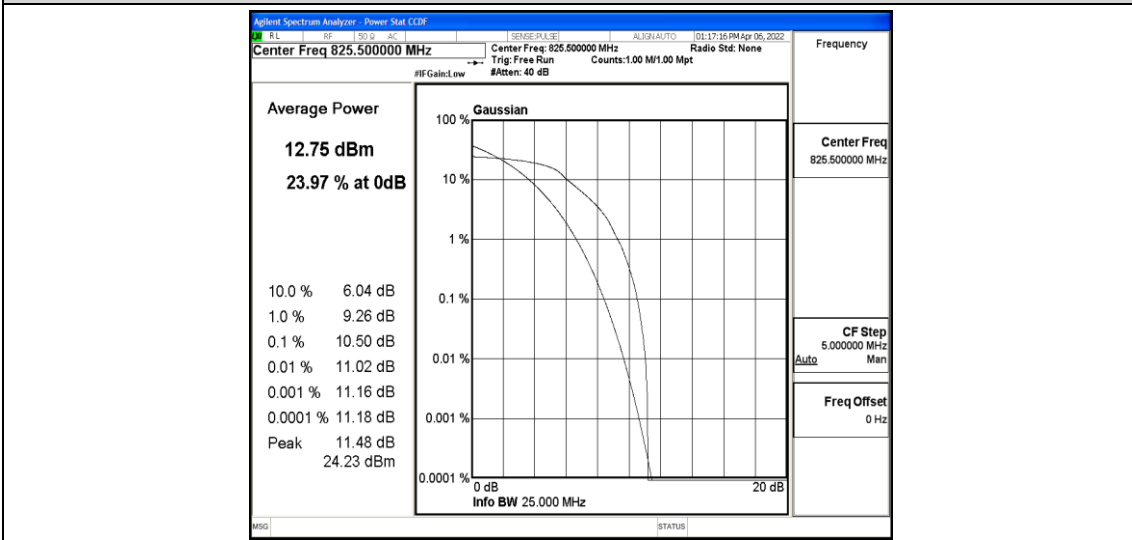 Agilent Spectrum Analyzer - Power Stat CCDF
LXI RL RF 50 Ω AC SENSE:PULSE ALIGN AUTO 01:17:16 PM Apr 06, 2022
Center Freq 825.500000 MHz
Center Freq: 825.500000 MHz Radio Std: None
Trig: Free Run Counts:1.00 M/1.00 Mpt
#IFGain:Low #Atten: 40 dB
Frequency
Average Power
12.75 dBm
23.97 % at 0dB
10.0 % 6.04 dB
1.0 % 9.26 dB
0.1 % 10.50 dB
0.01 % 11.02 dB
0.001 % 11.16 dB
0.0001 % 11.18 dB
Peak 11.48 dB
24.23 dBm
Gaussian
100 %
10 %
1 %
0.1 %
0.01 %
0.001 %
0.0001 %
0 dB 20 dB
Info BW 25.000 MHz
Center Freq
825.500000 MHz
CF Step
5.000000 MHz
Auto Man
Freq Offset
0 Hz
MSG STATUS